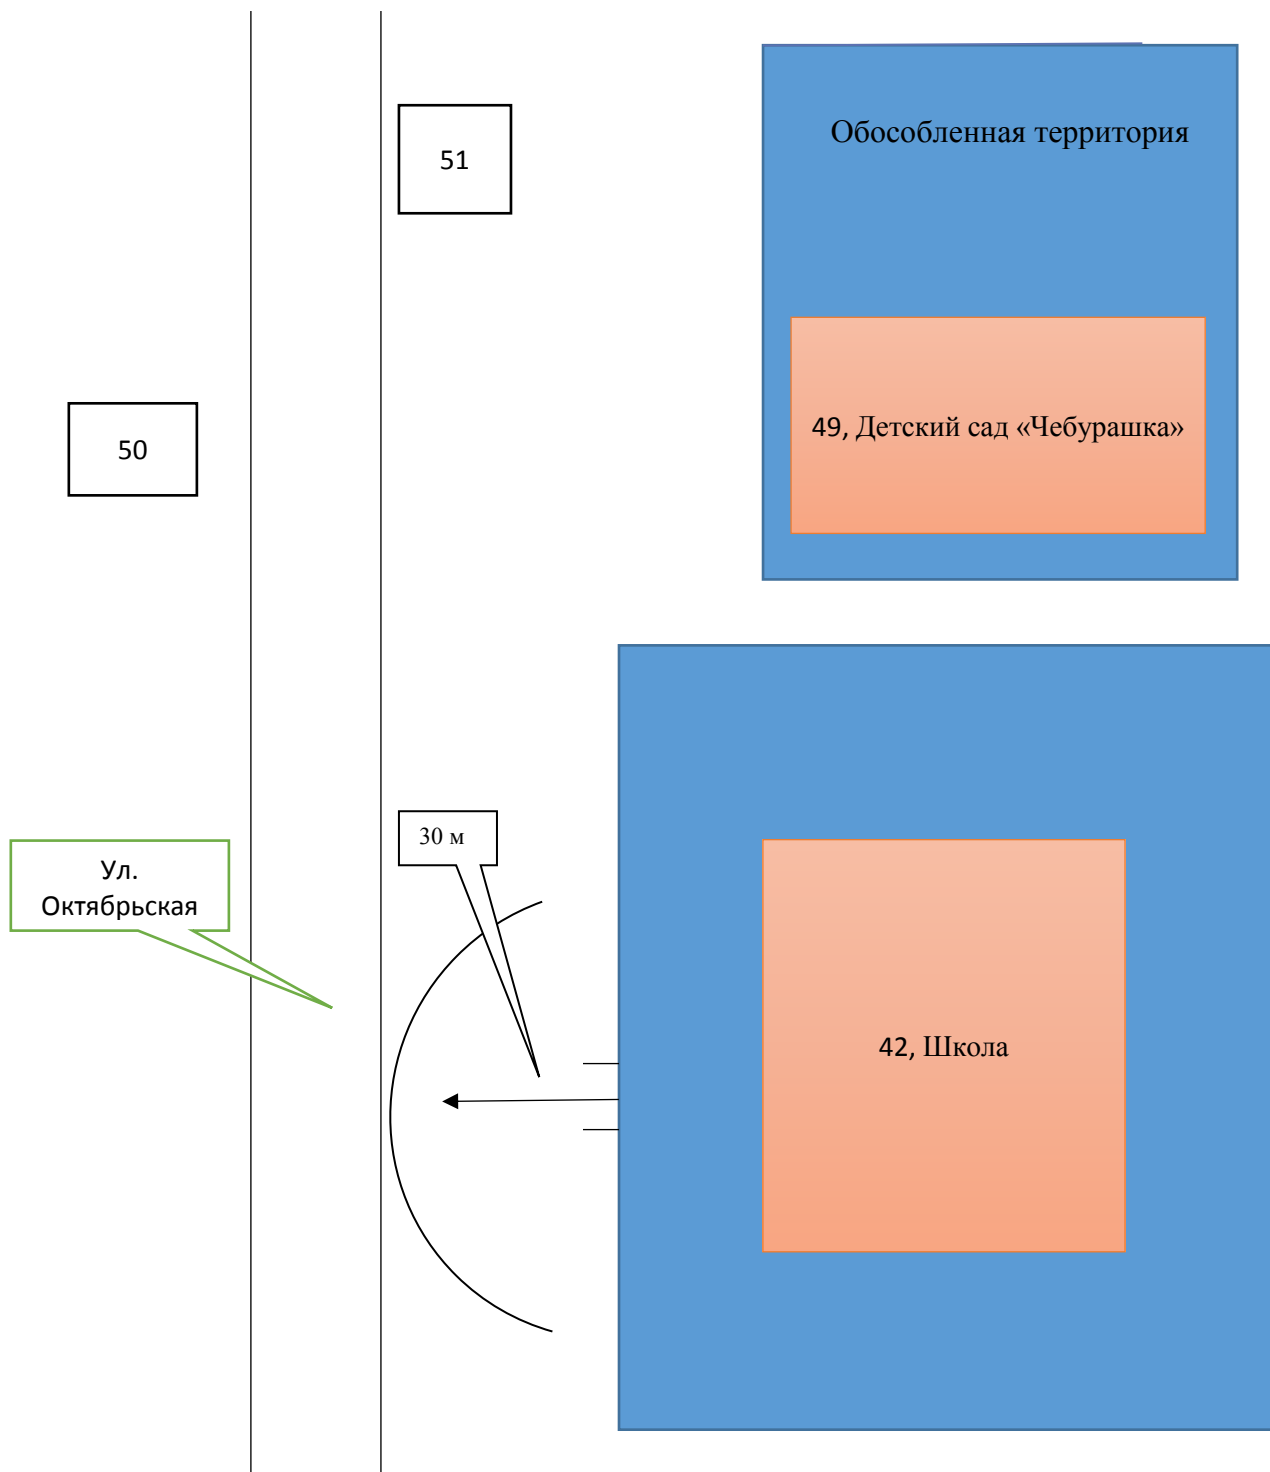 Обособленная территория
51
49, Детский сад «Чебурашка»
50
30 м
Ул.
Октябрьская
42, Школа